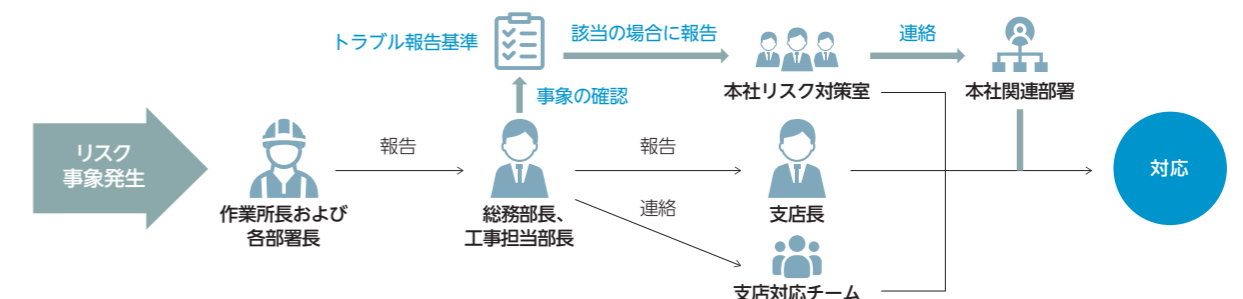 トラブル報告基準
該当の場合に報告
連絡
事象の確認
本社リスク対策室
本社関連部署
リスク
事象発生
報告
報告
対応
作業所長および
各部署長
総務部長、
工事担当部長
連絡
支店長
支店対応チーム